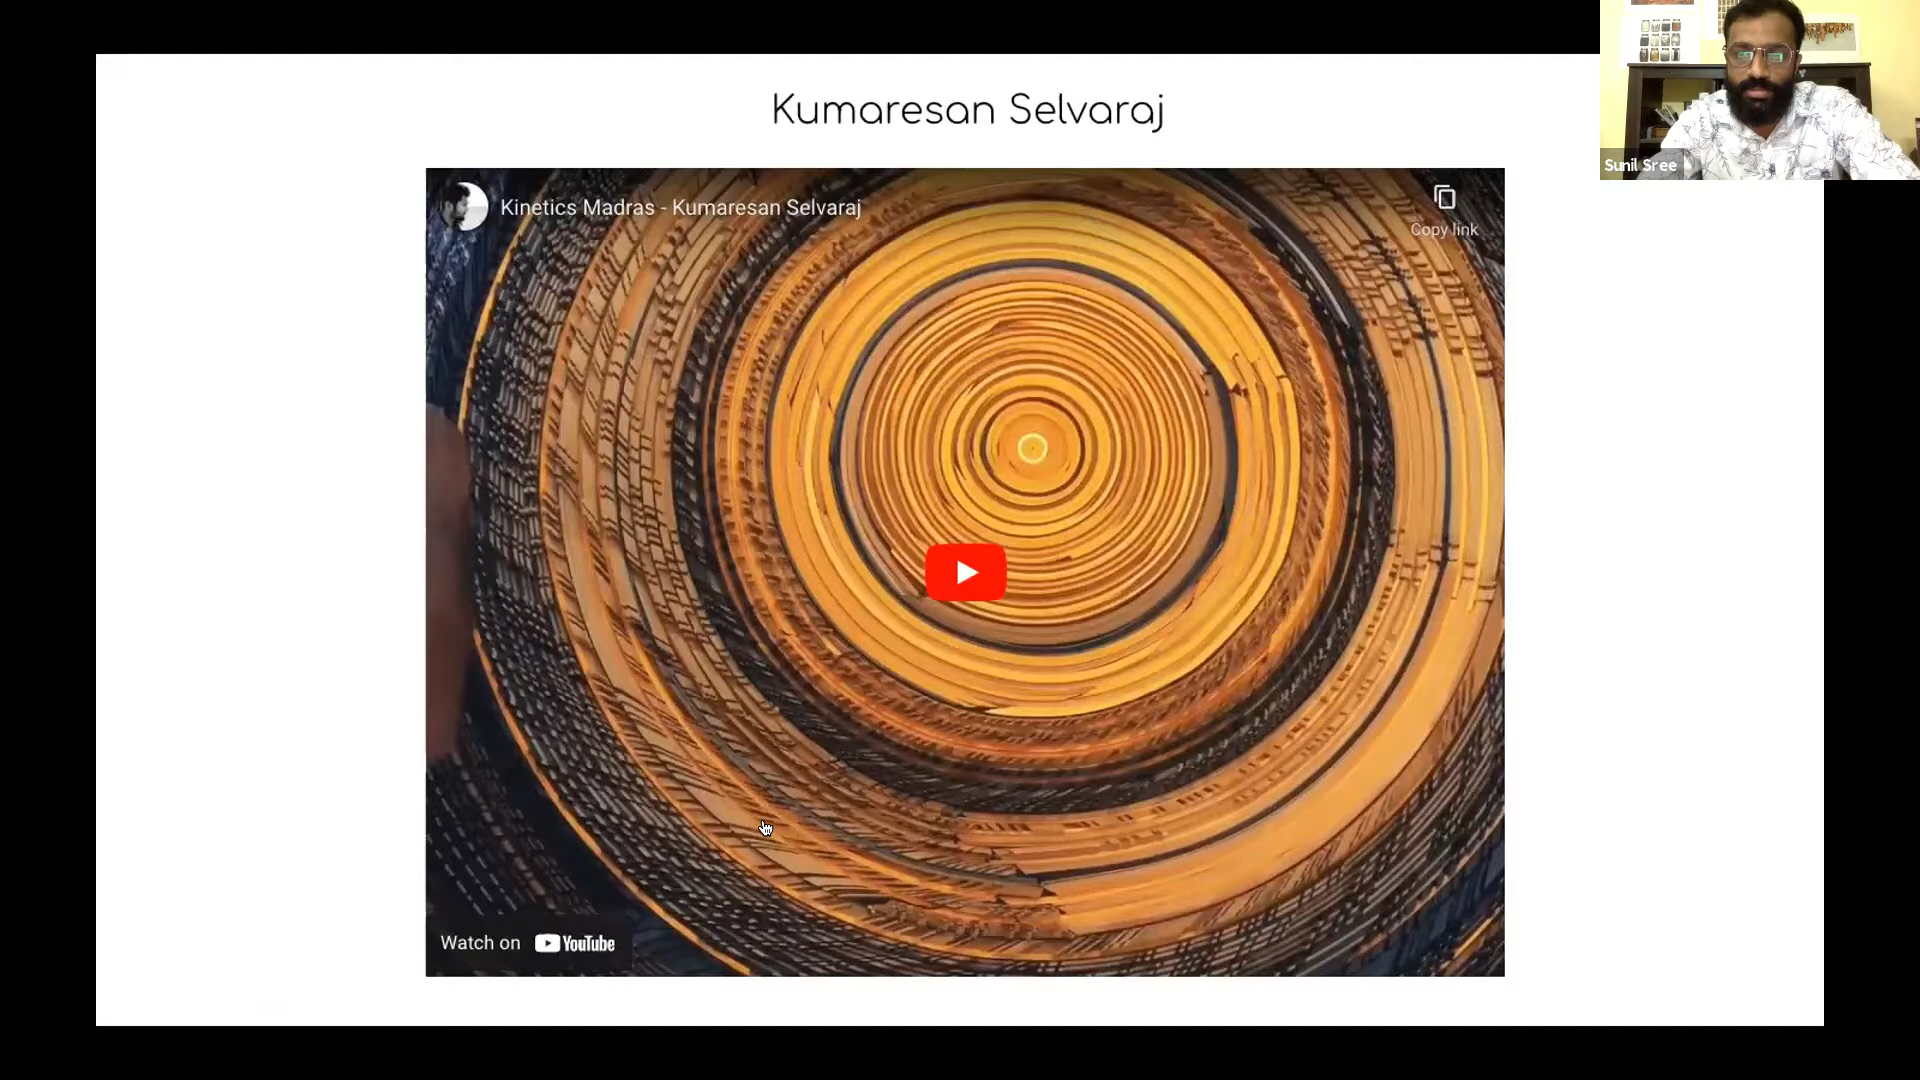 Kumaresan Selvaraj
Sunil Sree
Kinetics Madras - Kumaresan Selvaraj
Copy link
Watch on YouTube